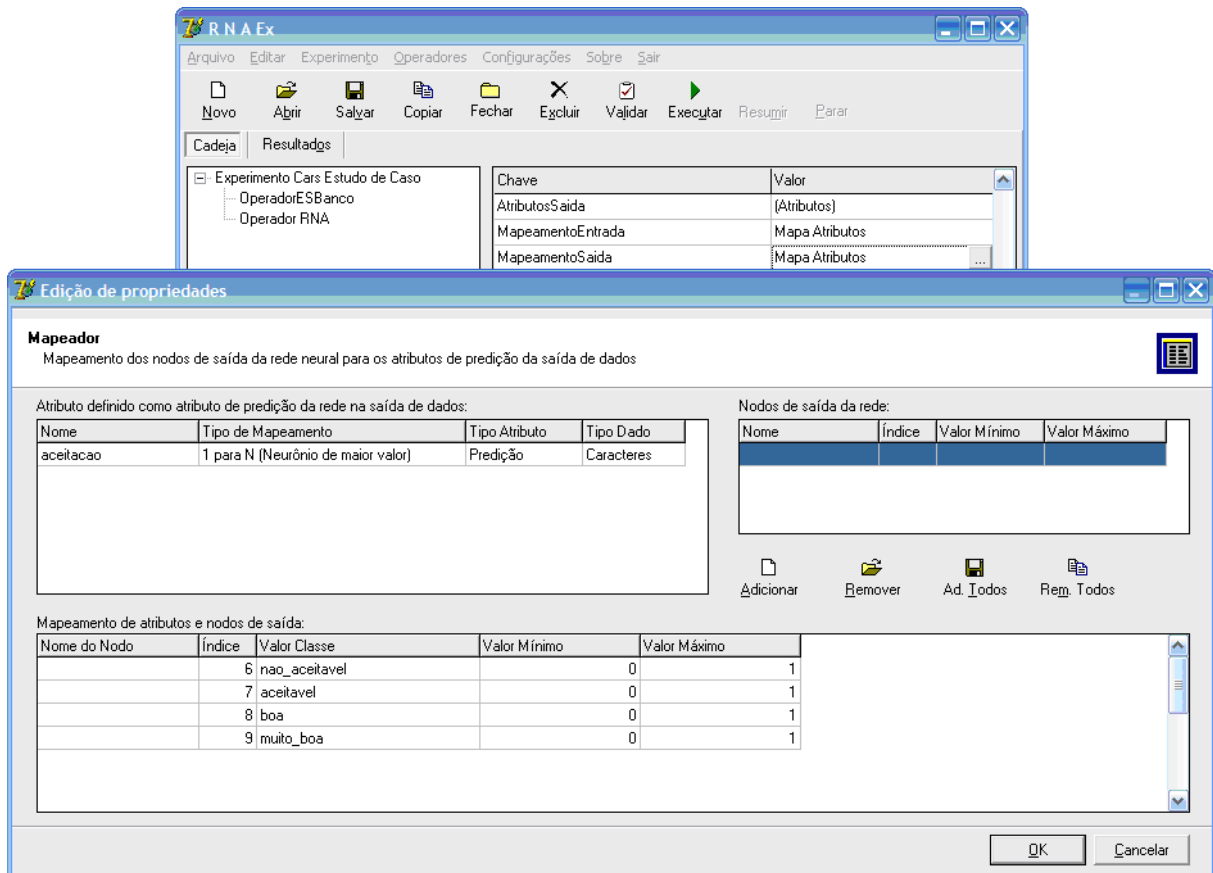 R N A Ex
Arquivo Editar Experimento Operadores Configurações Sobre Sair
Novo Abrir Salvar Copiar Fechar Excluir Validar Executar Resumir Parar
Cadeia Resultados
Experimento Cars Estudo de Caso
OperadorESBanco
Operador RNA
Chave Valor
AtributosSaida (Atributos)
MapeamentoEntrada Mapa Atributos
MapeamentoSaida Mapa Atributos ...
Edição de propriedades
Mapeador
Mapeamento dos nodos de saída da rede neural para os atributos de predição da saída de dados
Atributo definido como atributo de predição da rede na saída de dados:
Nome Tipo de Mapeamento Tipo Atributo Tipo Dado
aceitacao 1 para N (Neurônio de maior valor) Predição Caracteres
Nodos de saída da rede:
Nome Índice Valor Mínimo Valor Máximo
Adicionar Remover Ad. Todos Rem. Todos
Mapeamento de atributos e nodos de saída:
Nome do Nodo Índice Valor Classe Valor Mínimo Valor Máximo
6 nao_aceitavel 0 1
7 aceitavel 0 1
8 boa 0 1
9 muito_boa 0 1
OK Cancelar